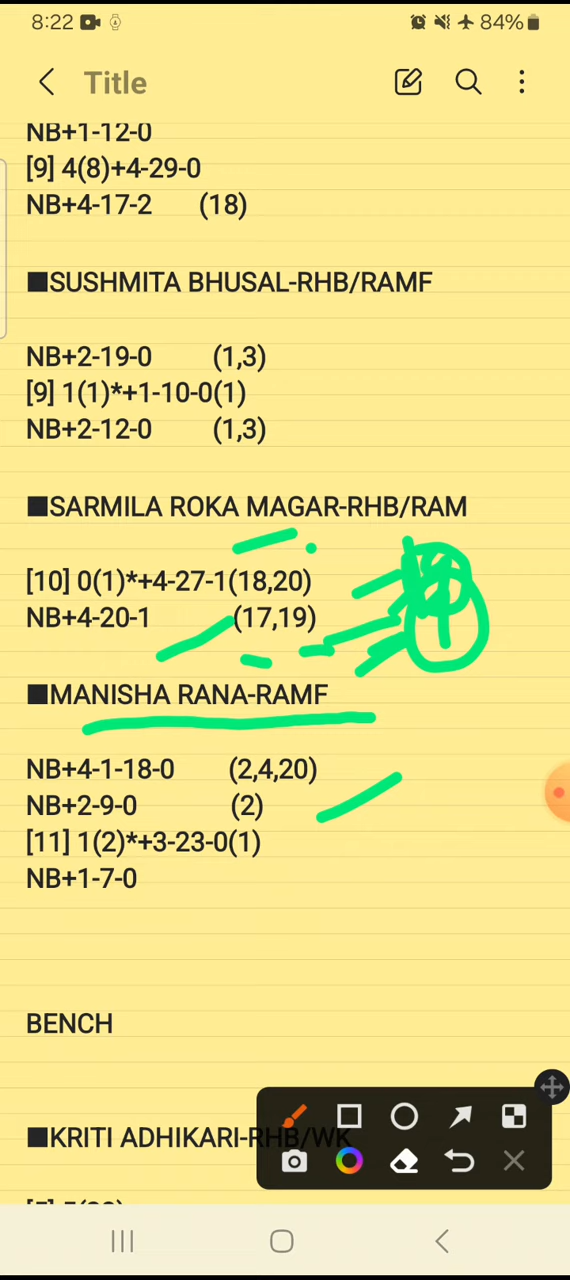 8:22 84%
Title
NB+1-12-0
[9] 4(8)+4-29-0
NB+4-17-2 (18)
■SUSHMITA BHUSAL-RHB/RAMF
NB+2-19-0 (1,3)
[9] 1(1)*+1-10-0(1)
NB+2-12-0 (1,3)
■SARMILA ROKA MAGAR-RHB/RAM
[10] 0(1)*+4-27-1(18,20)
NB+4-20-1 (17,19)
■MANISHA RANA-RAMF
NB+4-1-18-0 (2,4,20)
NB+2-9-0 (2)
[11] 1(2)*+3-23-0(1)
NB+1-7-0
BENCH
■KRITI ADHIKARI-RHB/WK